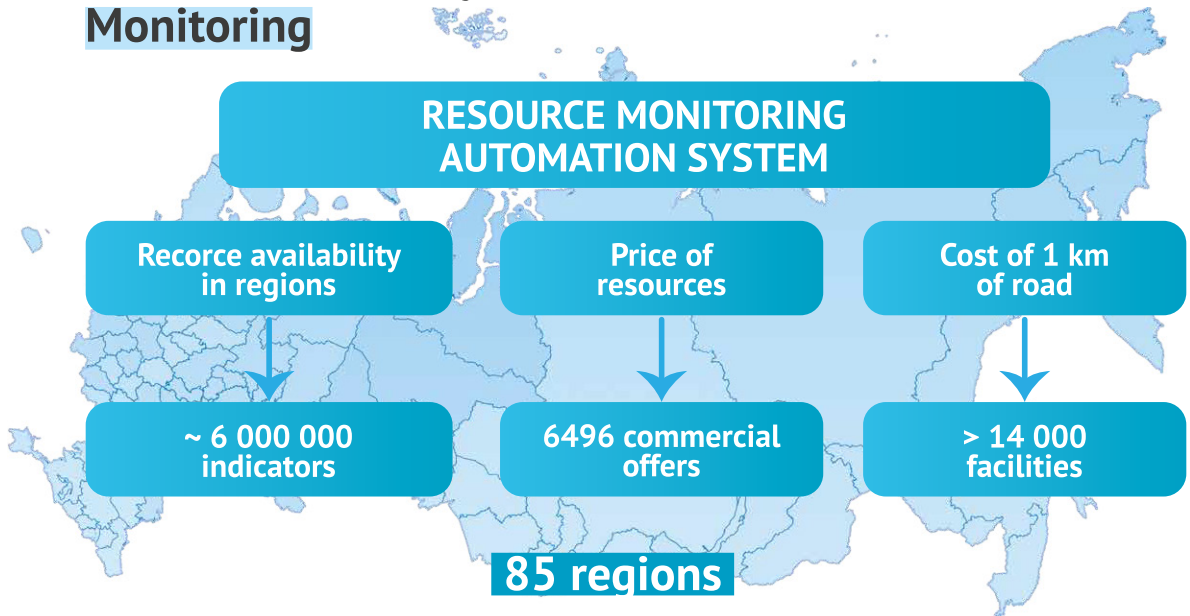 Monitoring
RESOURCE MONITORING
AUTOMATION SYSTEM
Recorce availability
in regions
Price of
resources
Cost of 1 km
of road
~ 6 000 000
indicators
6496 commercial
offers
> 14 000
facilities
85 regions